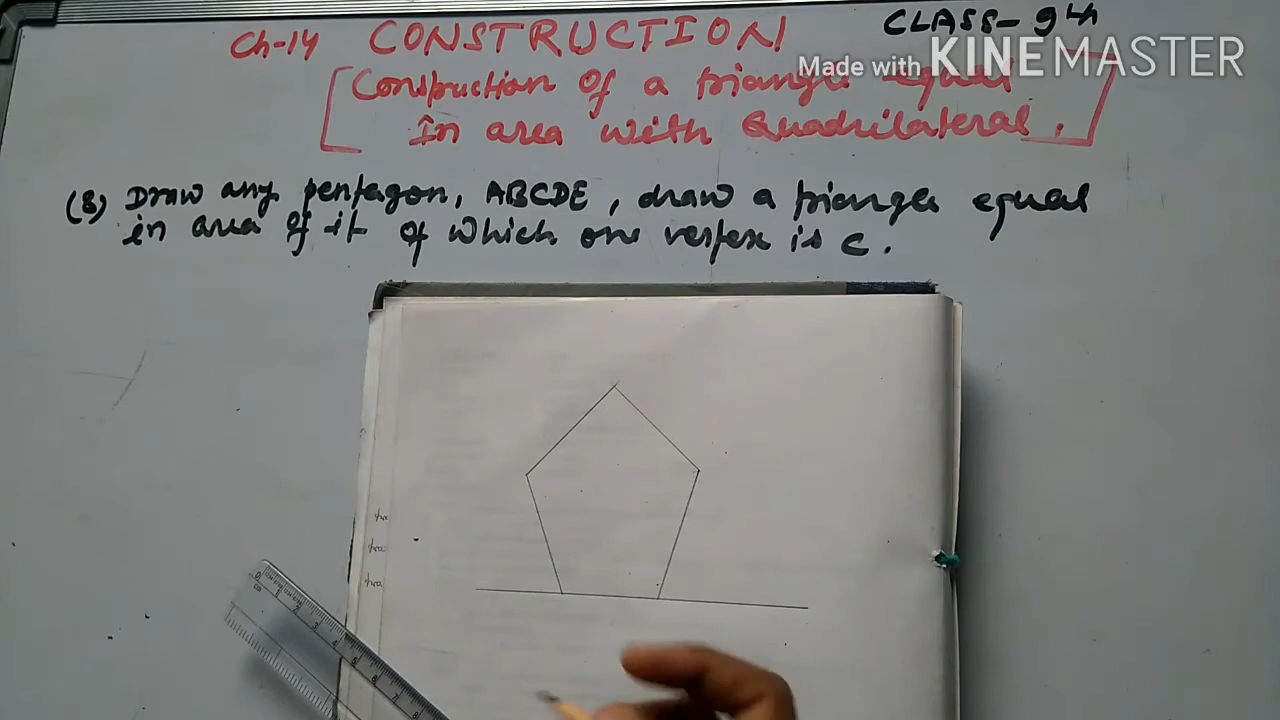 Ch-14 CONSTRUCTION CLASS-9th
Made with KINEMASTER
[Construction of a triangle equal
In area with Quadrilateral.]
(8) Draw any pentagon, ABCDE, draw a triangle equal
in area of it of which one vertex is C.